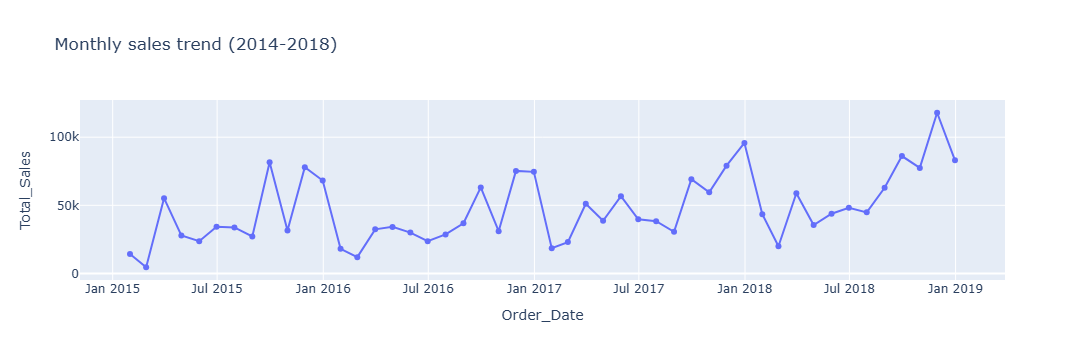 Monthly sales trend (2014-2018)
Total_Sales
100k
50k
0
Jan 2015 Jul 2015 Jan 2016 Jul 2016 Jan 2017 Jul 2017 Jan 2018 Jul 2018 Jan 2019
Order_Date